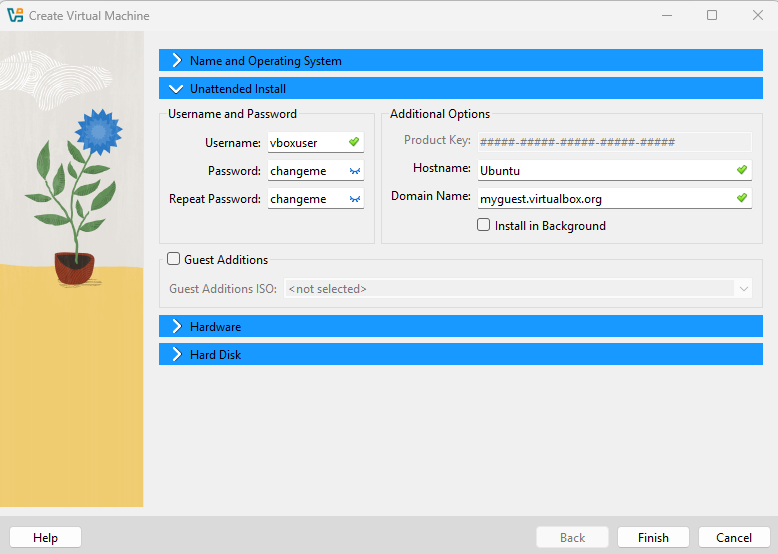 Create Virtual Machine
Name and Operating System
Unattended Install
Username and Password
Username: vboxuser
Password: changeme
Repeat Password: changeme
Additional Options
Product Key: #####-#####-#####-#####-#####
Hostname: Ubuntu
Domain Name: myguest.virtualbox.org
Install in Background
Guest Additions
Guest Additions ISO: <not selected>
Hardware
Hard Disk
Help Back Finish Cancel